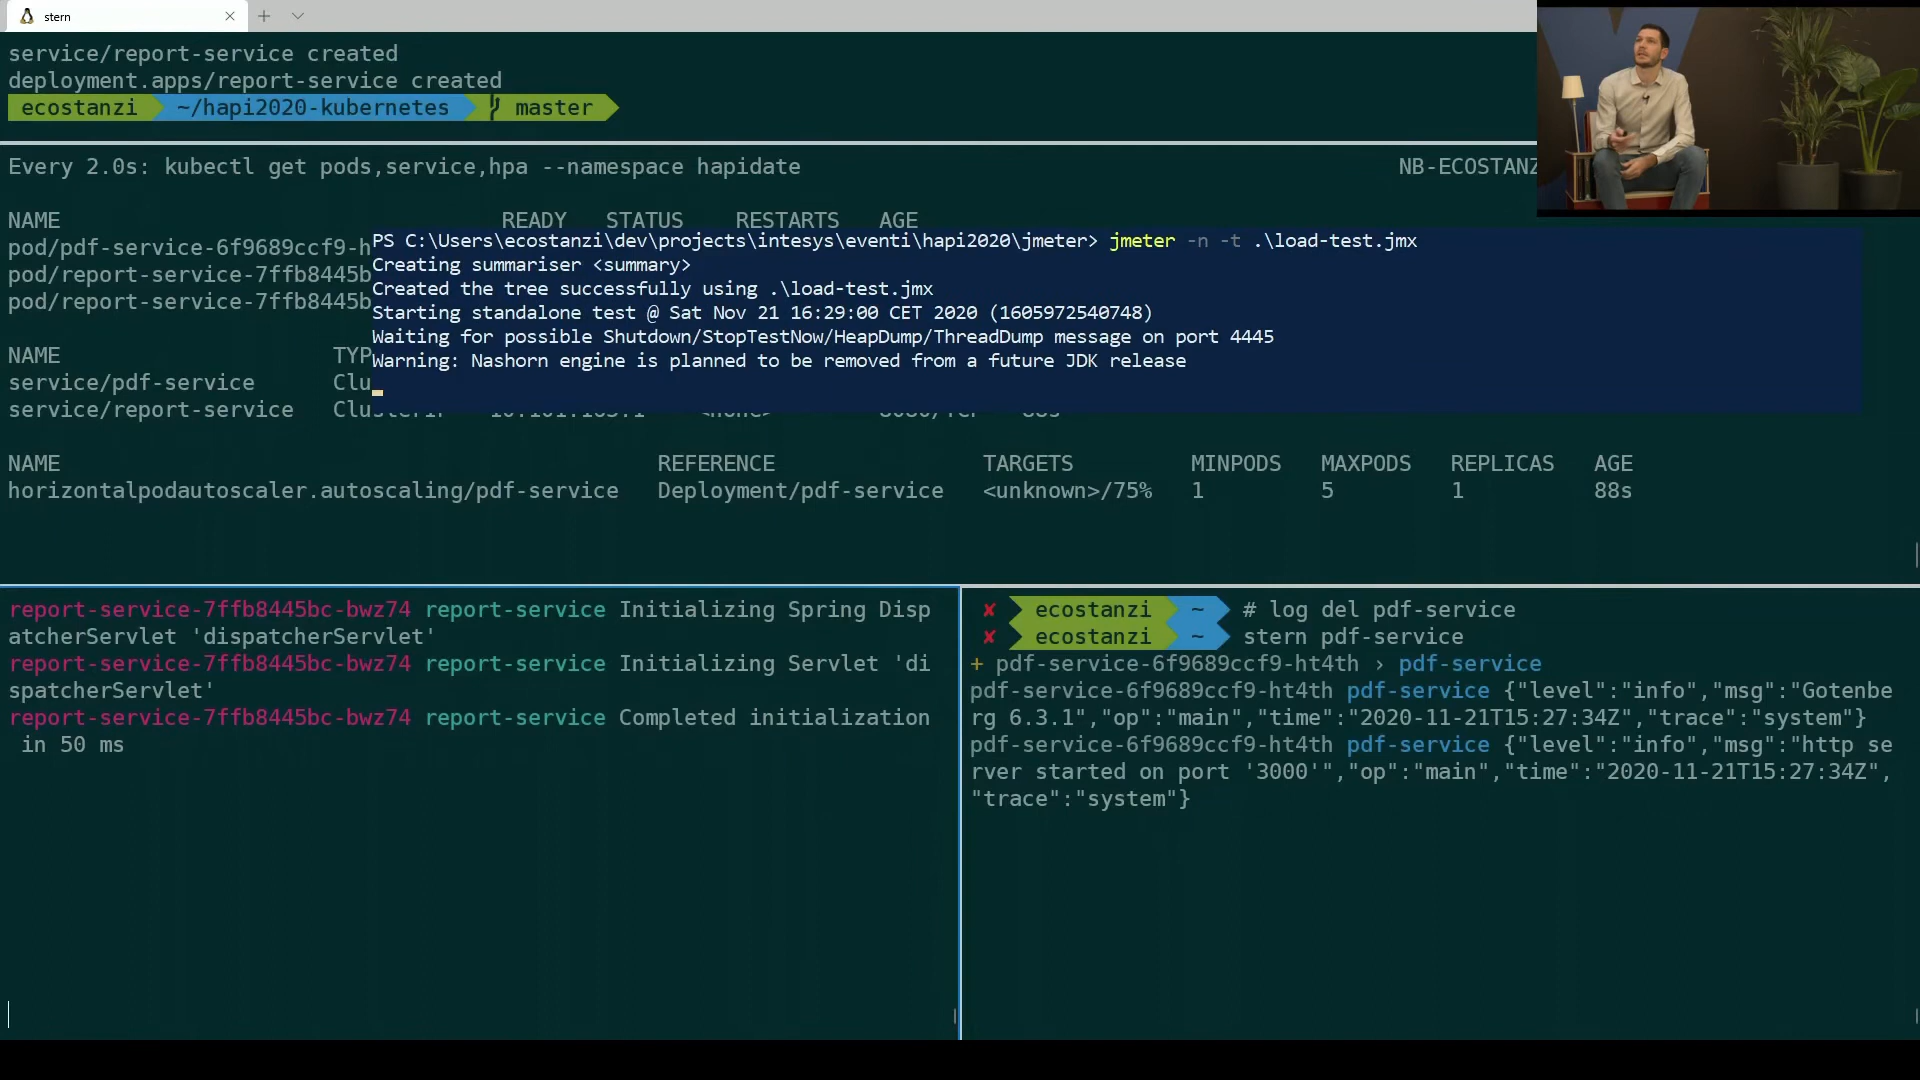 stern
service/report-service created
deployment.apps/report-service created
ecostanzi ~/hapi2020-kubernetes master
Every 2.0s: kubectl get pods,service,hpa --namespace hapidate NB-ECOSTANZ
NAME READY STATUS RESTARTS AGE
pod/pdf-service-6f9689ccf9-h
pod/report-service-7ffb8445b
pod/report-service-7ffb8445b
PS C:\Users\ecostanzi\dev\projects\intesys\eventi\hapi2020\jmeter> jmeter -n -t .\load-test.jmx
Creating summariser <summary>
Created the tree successfully using .\load-test.jmx
Starting standalone test @ Sat Nov 21 16:29:00 CET 2020 (1605972540748)
Waiting for possible Shutdown/StopTestNow/HeapDump/ThreadDump message on port 4445
Warning: Nashorn engine is planned to be removed from a future JDK release
NAME TYP
service/pdf-service Clu
service/report-service Clu
NAME REFERENCE TARGETS MINPODS MAXPODS REPLICAS AGE
horizontalpodautoscaler.autoscaling/pdf-service Deployment/pdf-service <unknown>/75% 1 5 1 88s
report-service-7ffb8445bc-bwz74 report-service Initializing Spring Disp
atcherServlet 'dispatcherServlet'
report-service-7ffb8445bc-bwz74 report-service Initializing Servlet 'di
spatcherServlet'
report-service-7ffb8445bc-bwz74 report-service Completed initialization
in 50 ms
✘ ecostanzi ~ # log del pdf-service
✘ ecostanzi ~ stern pdf-service
+ pdf-service-6f9689ccf9-ht4th › pdf-service
pdf-service-6f9689ccf9-ht4th pdf-service {"level":"info","msg":"Gotenbe
rg 6.3.1","op":"main","time":"2020-11-21T15:27:34Z","trace":"system"}
pdf-service-6f9689ccf9-ht4th pdf-service {"level":"info","msg":"http se
rver started on port '3000'","op":"main","time":"2020-11-21T15:27:34Z",
"trace":"system"}